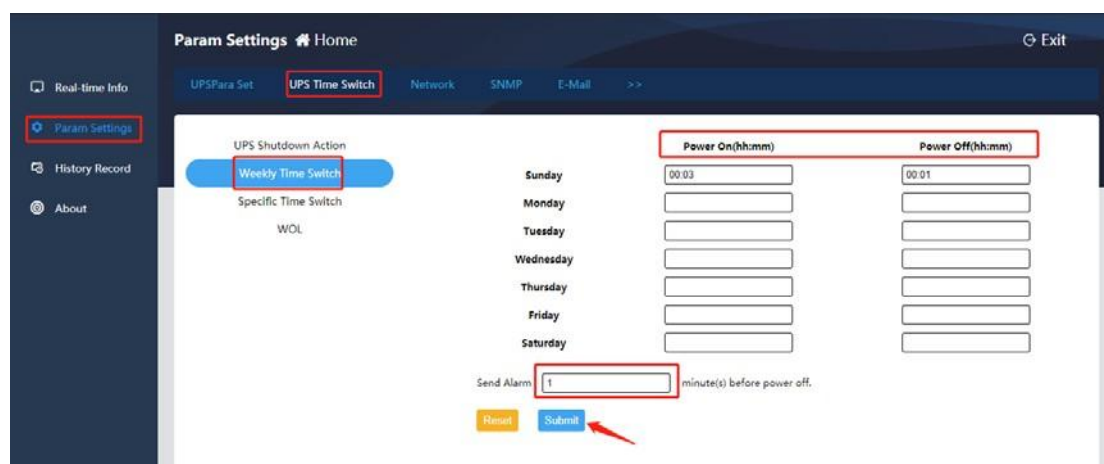 Param Settings Home
Exit
Real-time Info
Param Settings
History Record
About
UPSPara Set UPS Time Switch Network SNMP E-Mail >>
UPS Shutdown Action
Weekly Time Switch
Specific Time Switch
WOL
Power On(hh:mm) Power Off(hh:mm)
Sunday 00:03 00:01
Monday
Tuesday
Wednesday
Thursday
Friday
Saturday
Send Alarm 1 minute(s) before power off.
Reset Submit